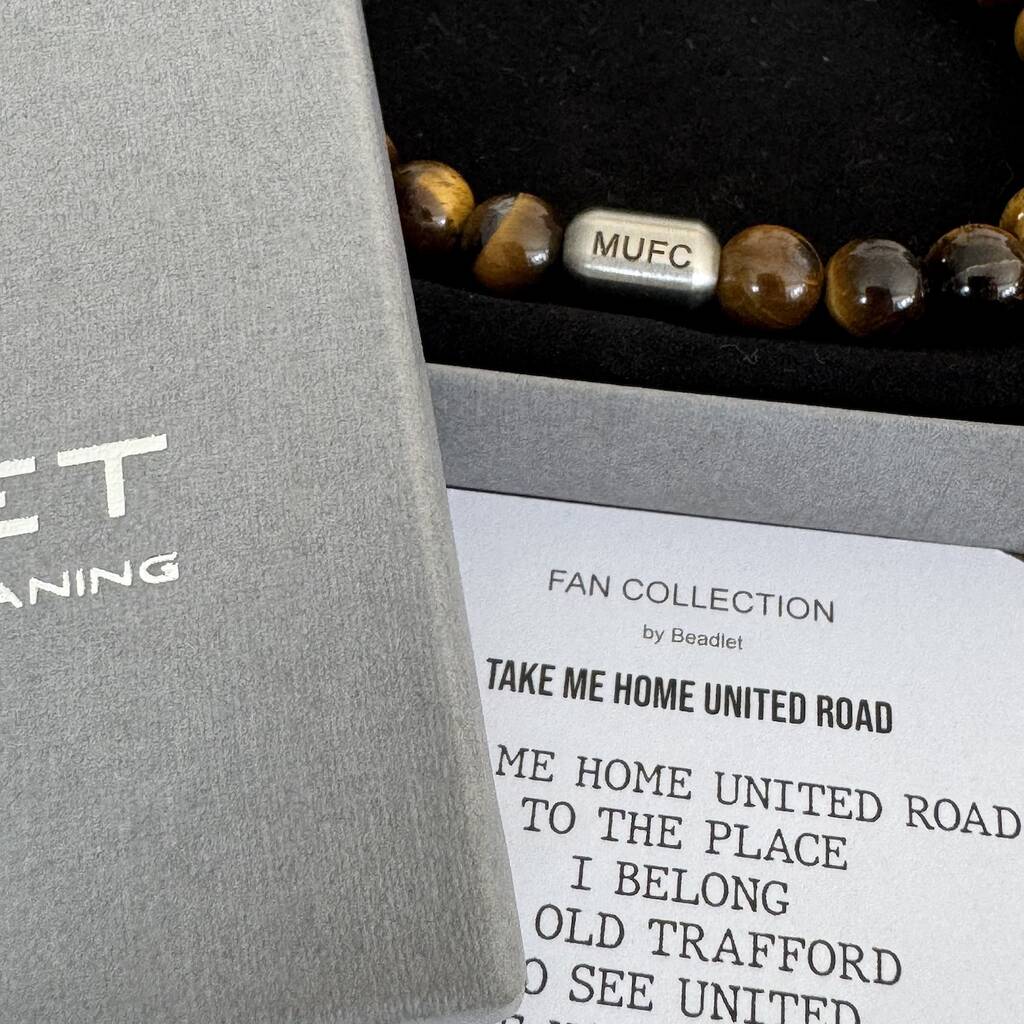 MUFC
ET
ANING
FAN COLLECTION
by Beadlet
TAKE ME HOME UNITED ROAD
ME HOME UNITED ROAD
TO THE PLACE
I BELONG
OLD TRAFFORD
O SEE UNITED